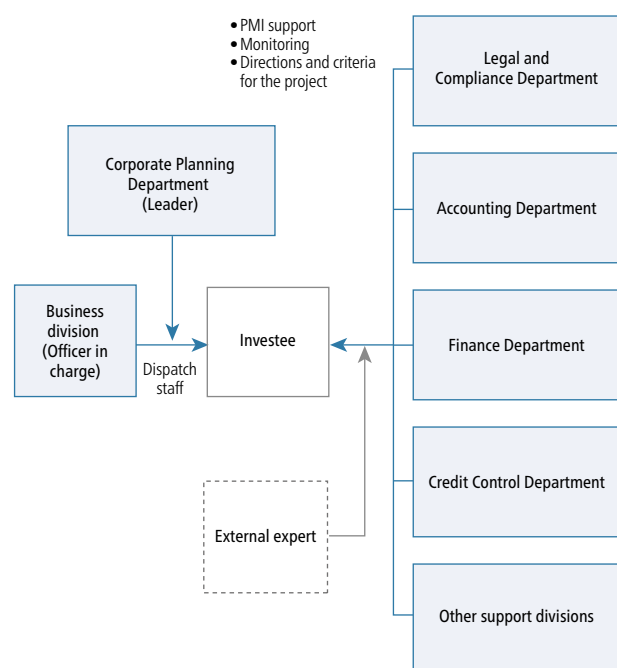 • PMI support
• Monitoring
• Directions and criteria
for the project
Legal and
Compliance Department
Corporate Planning
Department
(Leader)
Accounting Department
Business
division
(Officer in
charge)
Dispatch
staff
Investee
Finance Department
Credit Control Department
External expert
Other support divisions